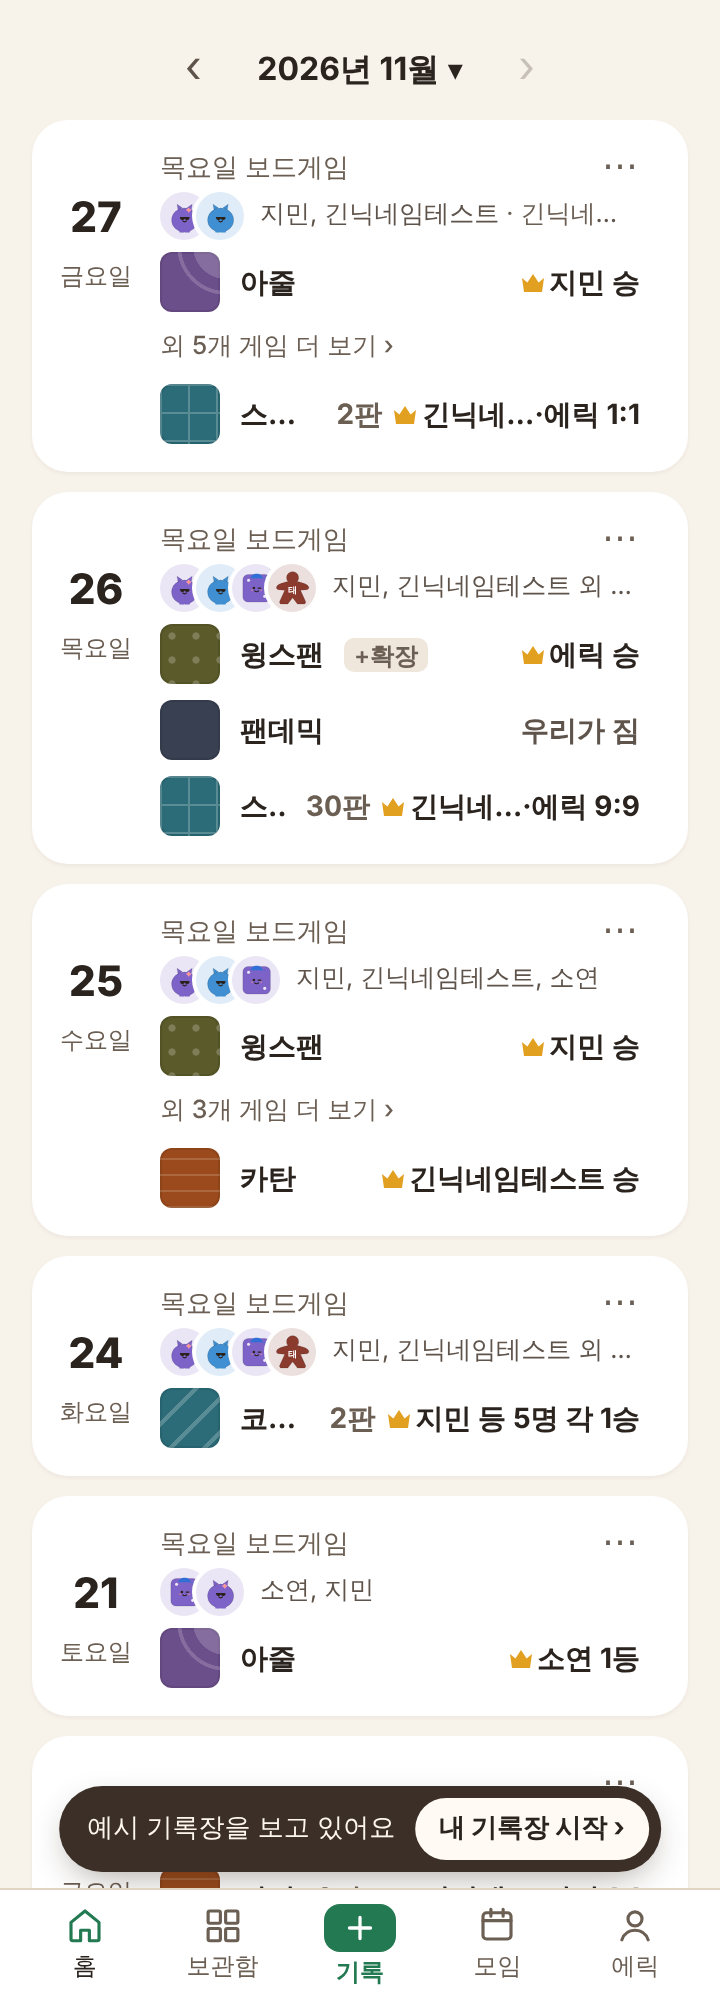 2026년 11월 ▾
목요일 보드게임
27
금요일
지민, 긴닉네임테스트 · 긴닉네...
아줄
지민 승
외 5개 게임 더 보기 ›
스...
2판
긴닉네...·에릭 1:1
목요일 보드게임
26
목요일
지민, 긴닉네임테스트 외 ...
윙스팬
+확장
에릭 승
팬데믹
우리가 짐
스..
30판
긴닉네...·에릭 9:9
목요일 보드게임
25
수요일
지민, 긴닉네임테스트, 소연
윙스팬
지민 승
외 3개 게임 더 보기 ›
카탄
긴닉네임테스트 승
목요일 보드게임
24
화요일
태
지민, 긴닉네임테스트 외 ...
코...
2판
지민 등 5명 각 1승
목요일 보드게임
21
토요일
소연, 지민
아줄
소연 1등
예시 기록장을 보고 있어요
내 기록장 시작 ›
홈
보관함
기록
모임
에릭